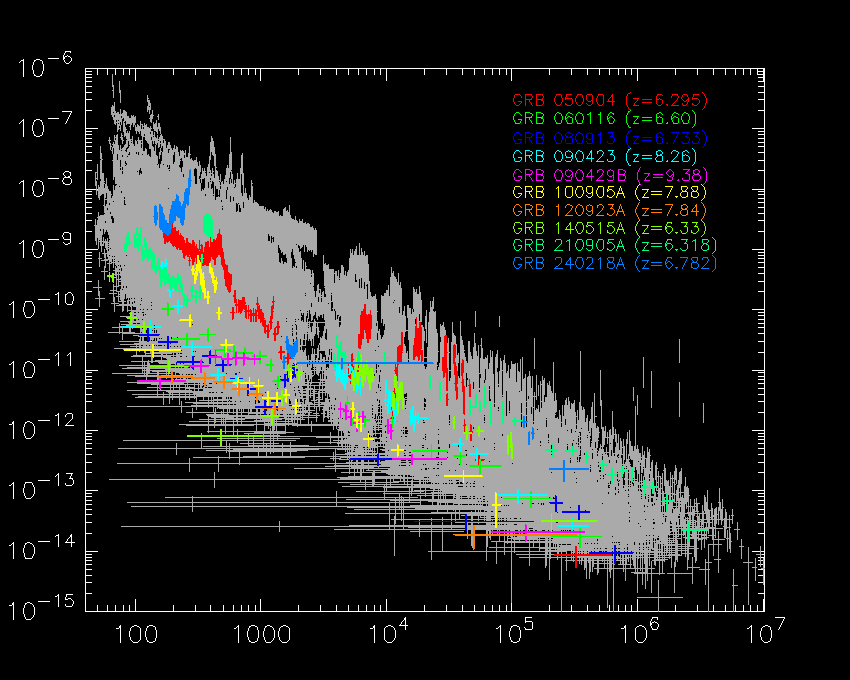 10⁻⁶
GRB 050904 (z=6.295)
GRB 060116 (z=6.60)
10⁻⁷
GRB 080913 (z=6.733)
GRB 090423 (z=8.26)
GRB 090429B (z=9.38)
10⁻⁸
GRB 100905A (z=7.88)
GRB 120923A (z=7.84)
GRB 140515A (z=6.33)
10⁻⁹
GRB 210905A (z=6.318)
GRB 240218A (z=6.782)
10⁻¹⁰
10⁻¹¹
10⁻¹²
10⁻¹³
10⁻¹⁴
10⁻¹⁵
100 1000 10⁴ 10⁵ 10⁶ 10⁷